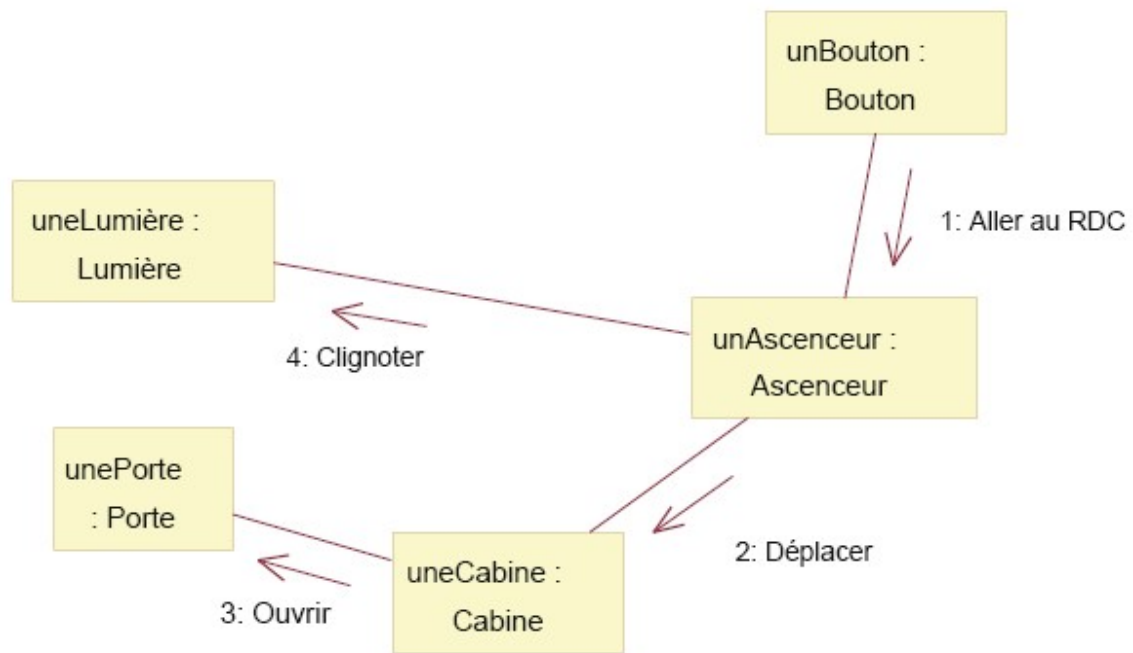 unBouton :
Bouton
1: Aller au RDC
uneLumière :
Lumière
4: Clignoter
unAscenceur :
Ascenceur
2: Déplacer
unePorte
: Porte
3: Ouvrir
uneCabine :
Cabine